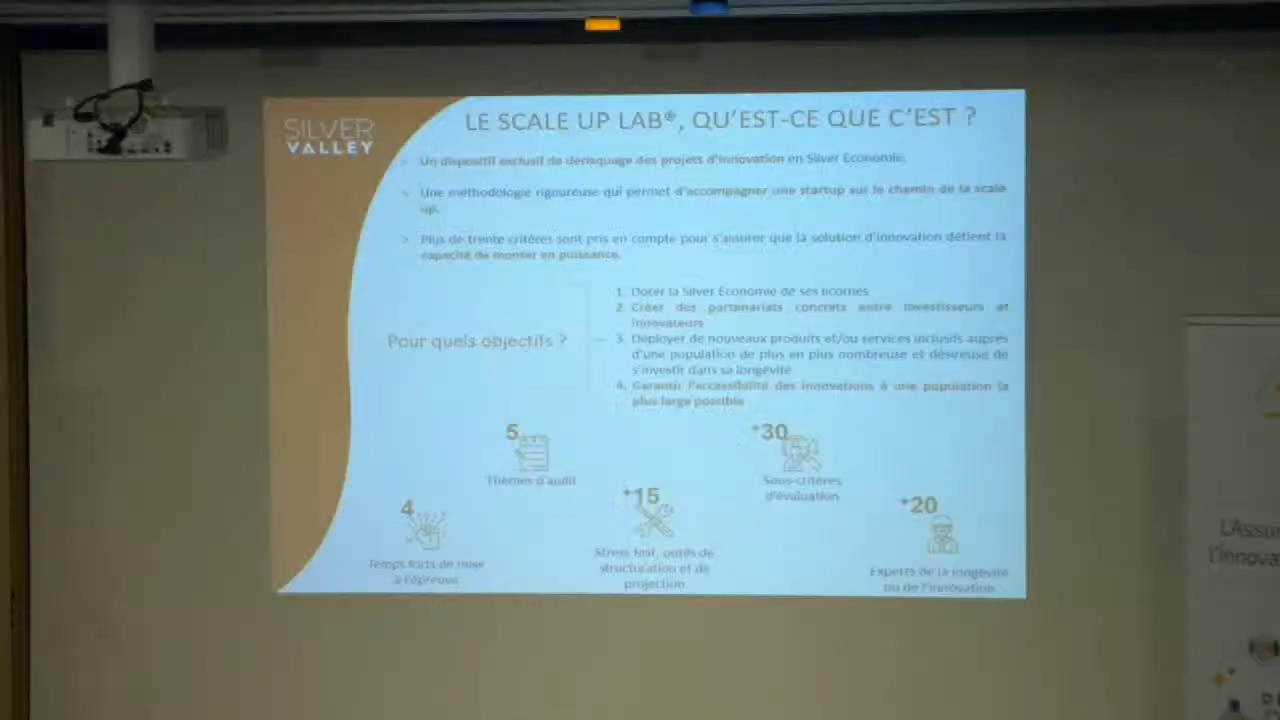 SILVER
VALLEY
LE SCALE UP LAB®, QU'EST-CE QUE C'EST ?
> Un dispositif exclusif de dérisquage des projets d'innovation en Silver Economie.
> Une méthodologie rigoureuse qui permet d'accompagner une startup sur le chemin de la scale
up.
> Plus de trente critères sont pris en compte pour s'assurer que la solution d'innovation détient la
capacité de monter en puissance.
Pour quels objectifs ?
1. Doter la Silver Économie de ses licornes
2. Créer des partenariats concrets entre investisseurs et
innovateurs
3. Déployer de nouveaux produits et/ou services inclusifs auprès
d'une population de plus en plus nombreuse et désireuse de
s'investir dans sa longévité
4. Garantir l'accessibilité des innovations à une population la
plus large possible
5
Thèmes d'audit
+30
Sous-critères
d'évaluation
4
Temps forts de mise
à l'épreuve
+15
Stress test, outils de
structuration et de
projection
+20
Experts de la longévité
ou de l'innovation
L'Assu
l'innova